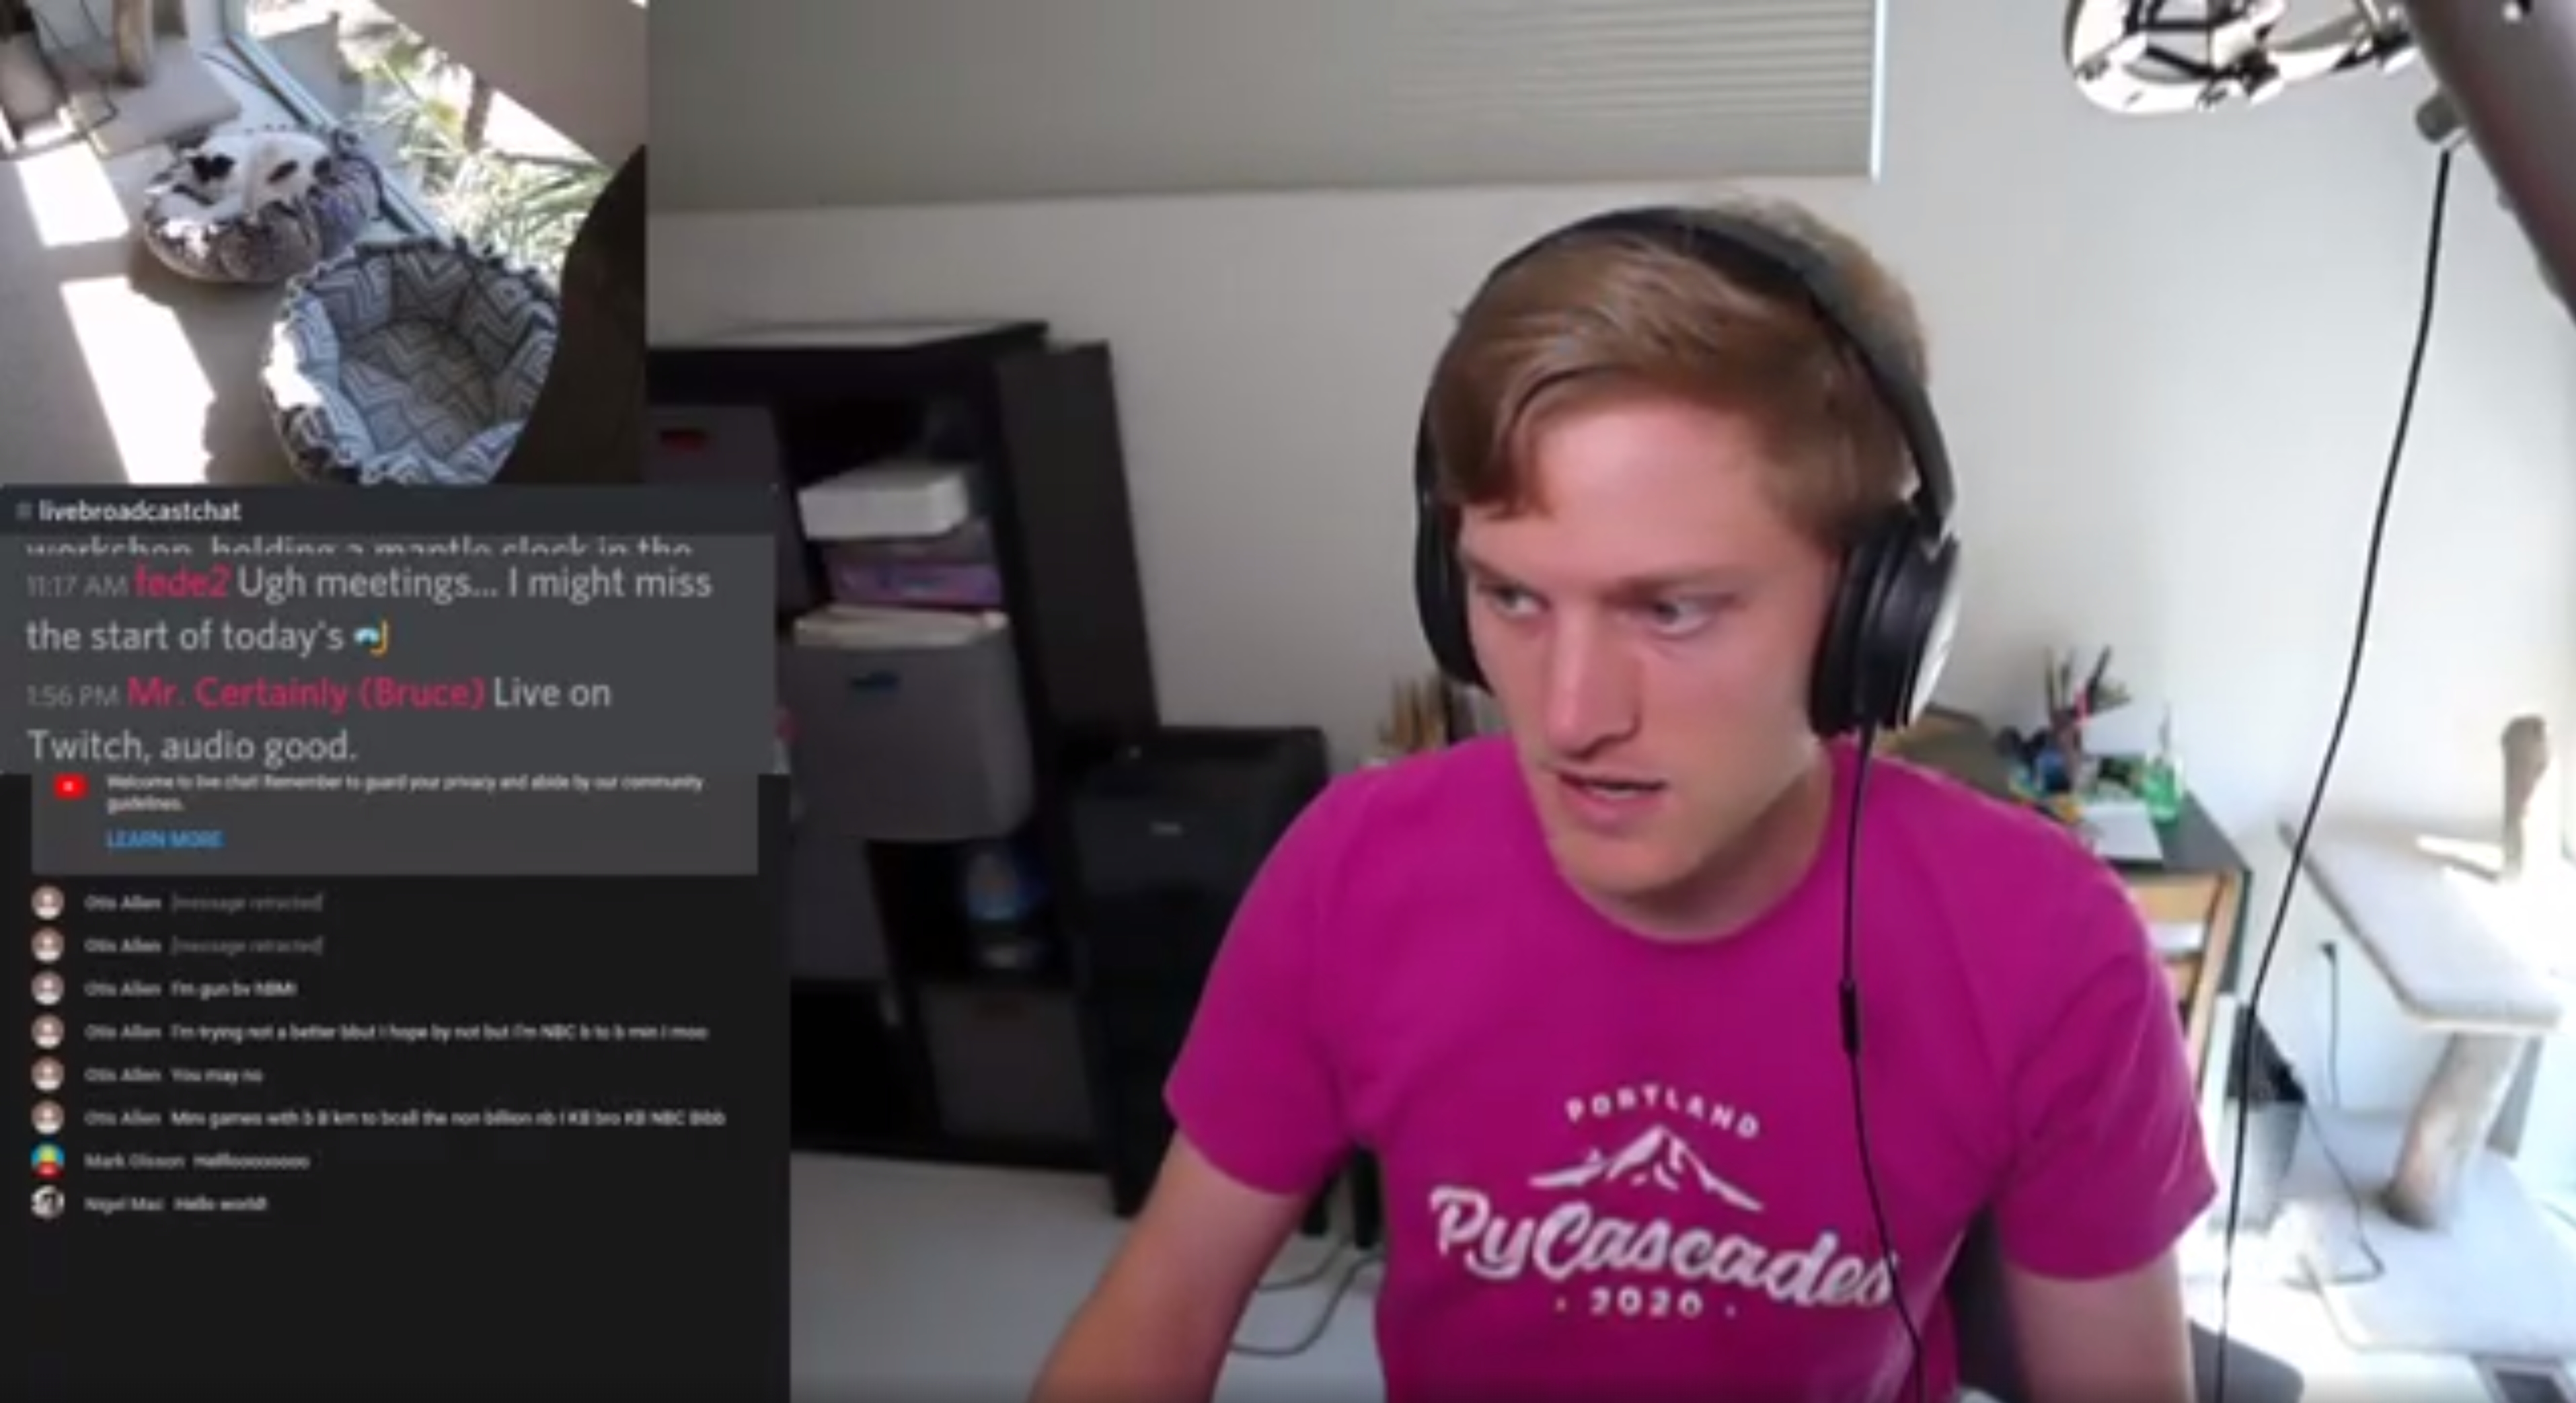 # livebroadcastchat
workshop, holding a mantle clock in the
11:17 AM fede2 Ugh meetings... I might miss
the start of today's
1:56 PM Mr. Certainly (Bruce) Live on
Twitch, audio good.
Welcome to live chat! Remember to guard your privacy and abide by our community
guidelines.
LEARN MORE
Otis Allen [message retracted]
Otis Allen [message retracted]
Otis Allen I'm gun bv
Otis Allen I'm trying not a better bbut I hope by not but I'm NBC b to b min I moo
Otis Allen You may no
Otis Allen Mini games with b B km to bcall the non billion nb I KB bro KB NBC
Mark Olsson
Nigel Mac Hello world!
PORTLAND
PyCascades
2020